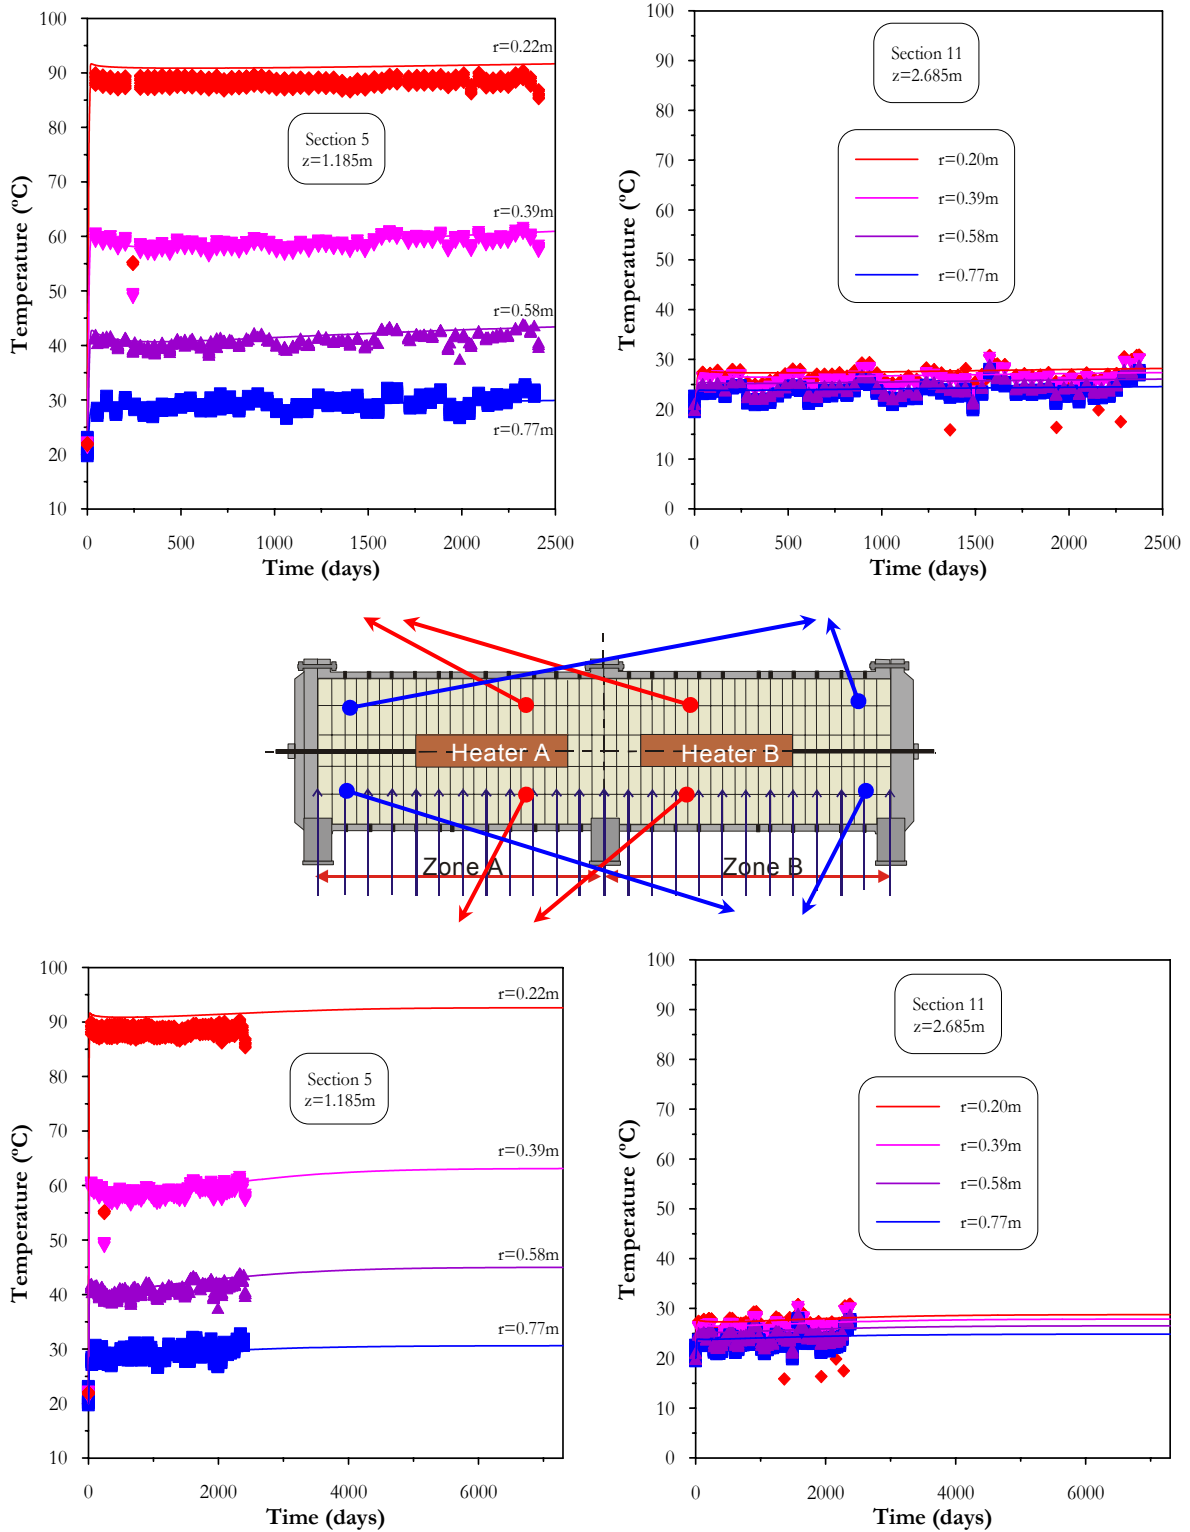 100
90
80
70
60
50
40
30
20
10
Temperature (ºC)
r=0.22m
Section 5
z=1.185m
r=0.39m
r=0.58m
r=0.77m
0
500
1000
1500
2000
2500
Time (days)
100
90
80
70
60
50
40
30
20
10
0
Temperature (ºC)
Section 11
z=2.685m
r=0.20m
r=0.39m
r=0.58m
r=0.77m
0
500
1000
1500
2000
2500
Time (days)
Heater A
Heater B
Zone A
Zone B
100
90
80
70
60
50
40
30
20
10
Temperature (ºC)
r=0.22m
Section 5
z=1.185m
r=0.39m
r=0.58m
r=0.77m
0
2000
4000
6000
Time (days)
100
90
80
70
60
50
40
30
20
10
0
Temperature (ºC)
Section 11
z=2.685m
r=0.20m
r=0.39m
r=0.58m
r=0.77m
0
2000
4000
6000
Time (days)